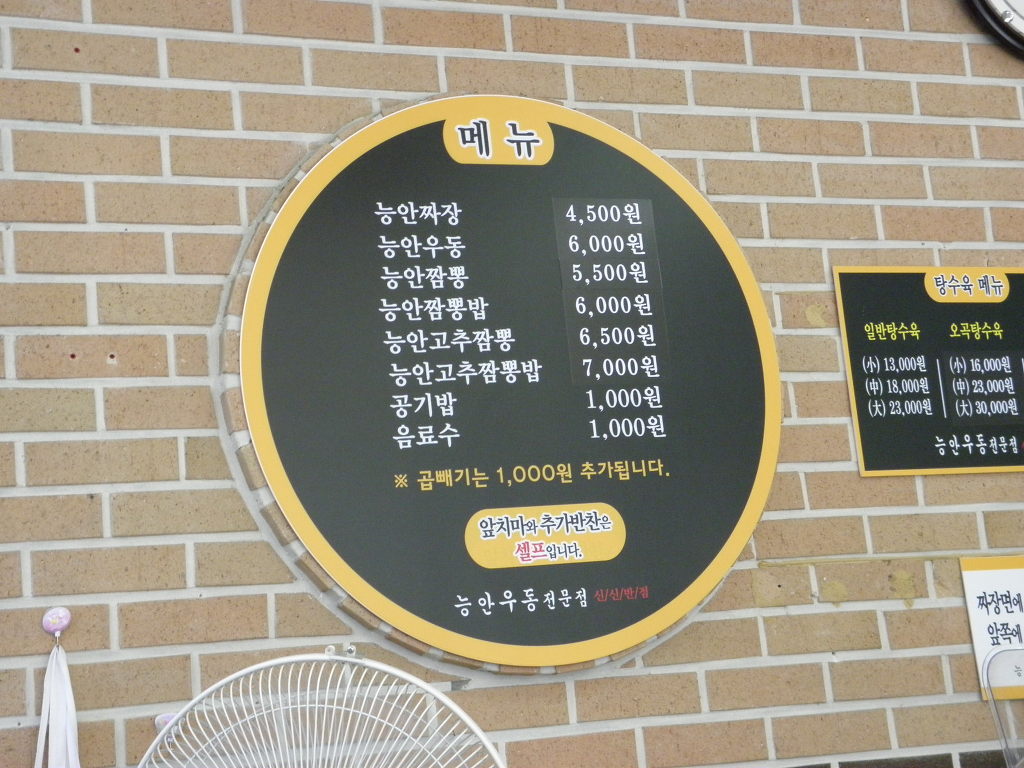 메뉴
능안짜장 4,500원
능안우동 6,000원
능안짬뽕 5,500원
능안짬뽕밥 6,000원
능안고추짬뽕 6,500원
능안고추짬뽕밥 7,000원
공기밥 1,000원
음료수 1,000원
※ 곱빼기는 1,000원 추가됩니다.
앞치마와 추가반찬은
셀프입니다.
능안우동전문점 신/신/반/점
탕수육 메뉴
일반탕수육 오곡탕수육
(小) 13,000원 (小) 16,000원
(中) 18,000원 (中) 23,000원
(大) 23,000원 (大) 30,000원
능안우동전문점
짜장면에
앞쪽에
능